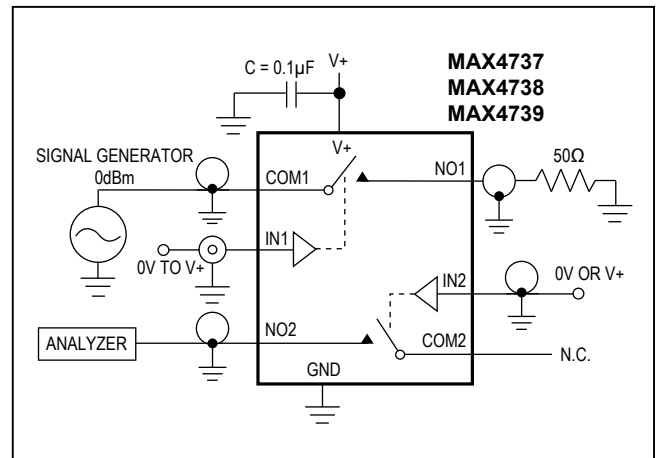 C = 0.1µF
V+
MAX4737
MAX4738
MAX4739
SIGNAL GENERATOR
0dBm
V+
COM1
NO1
50Ω
IN1
0V TO V+
IN2
0V OR V+
ANALYZER
NO2
COM2
N.C.
GND